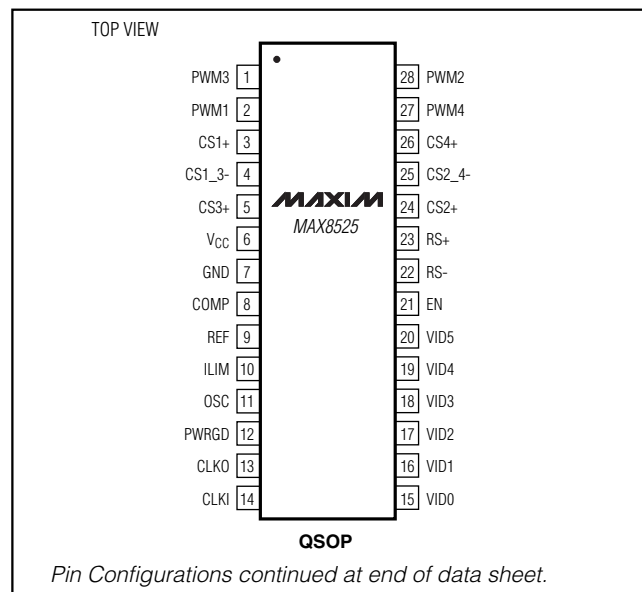 TOP VIEW
PWM3 1 28 PWM2
PWM1 2 27 PWM4
CS1+ 3 26 CS4+
CS1_3- 4 25 CS2_4-
MAXIM
CS3+ 5 24 CS2+
MAX8525
VCC 6 23 RS+
GND 7 22 RS-
COMP 8 21 EN
REF 9 20 VID5
ILIM 10 19 VID4
OSC 11 18 VID3
PWRGD 12 17 VID2
CLKO 13 16 VID1
CLKI 14 15 VID0
QSOP
Pin Configurations continued at end of data sheet.